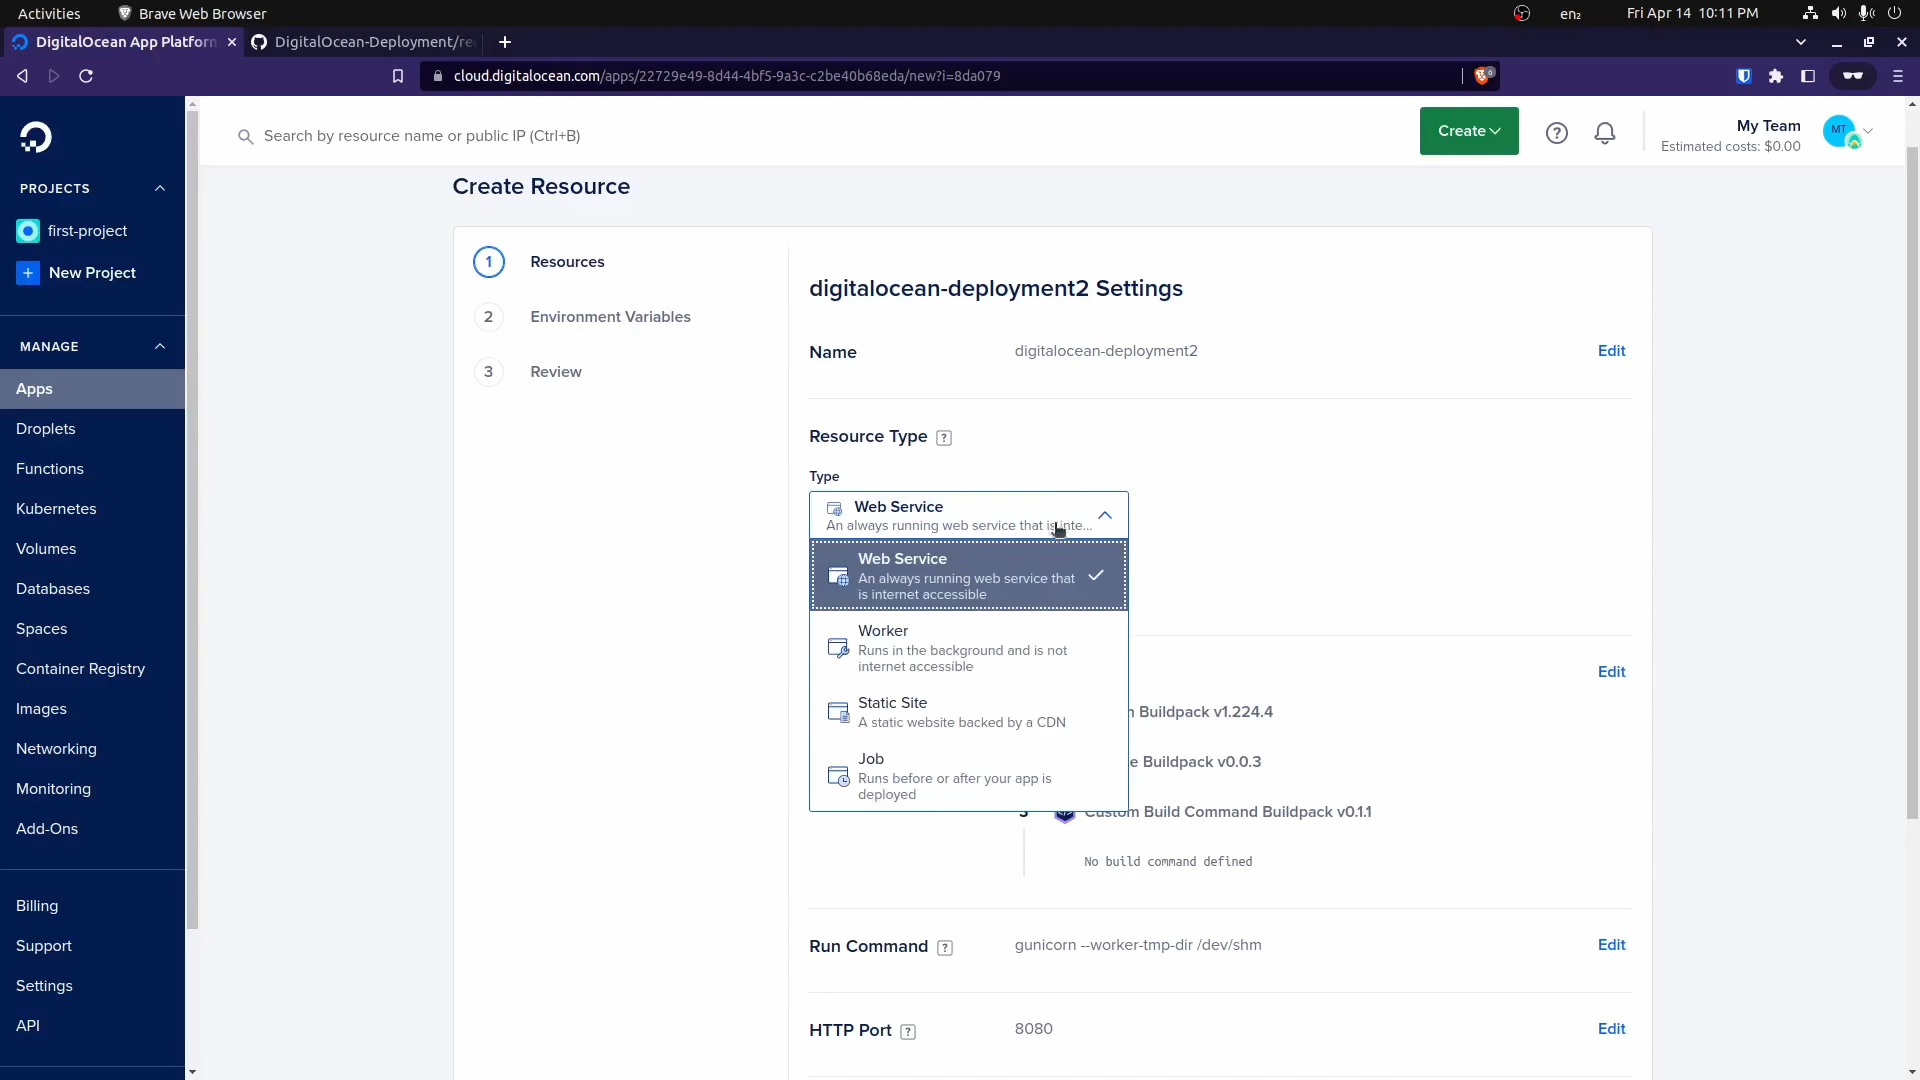 Activities
Brave Web Browser
en₂
Fri Apr 14 10:11 PM
DigitalOcean App Platform
DigitalOcean-Deployment/re
cloud.digitalocean.com/apps/22729e49-8d44-4bf5-9a3c-c2be40b68eda/new?i=8da079
6
Search by resource name or public IP (Ctrl+B)
Create
My Team
Estimated costs: $0.00
MT
PROJECTS
first-project
New Project
MANAGE
Apps
Droplets
Functions
Kubernetes
Volumes
Databases
Spaces
Container Registry
Images
Networking
Monitoring
Add-Ons
Billing
Support
Settings
API
Create Resource
1 Resources
2 Environment Variables
3 Review
digitalocean-deployment2 Settings
Name digitalocean-deployment2 Edit
Resource Type ?
Type
Web Service
An always running web service that is inte...
Web Service
An always running web service that
is internet accessible
Worker
Runs in the background and is not
internet accessible
Static Site
A static website backed by a CDN
Job
Runs before or after your app is
deployed
Edit
Buildpack v1.224.4
Buildpack v0.0.3
Custom Build Command Buildpack v0.1.1
No build command defined
Run Command ? gunicorn --worker-tmp-dir /dev/shm Edit
HTTP Port ? 8080 Edit